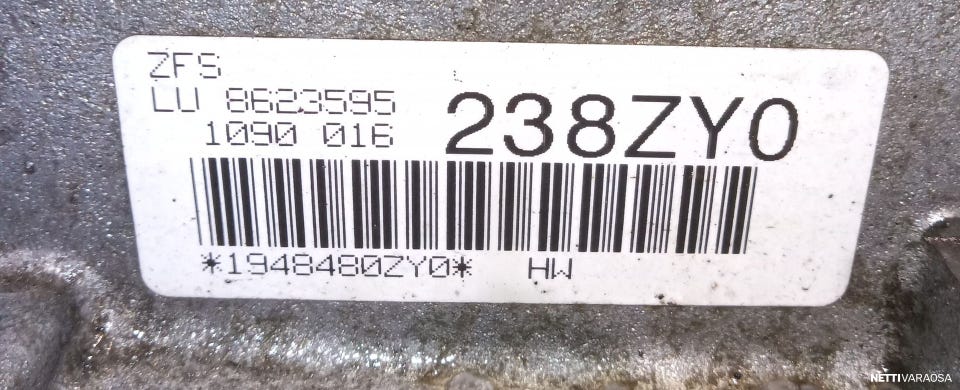 ZFS
LU 8623595
1090 016
238ZY0
*1948480ZY0* HW
NETTIVARAOSA